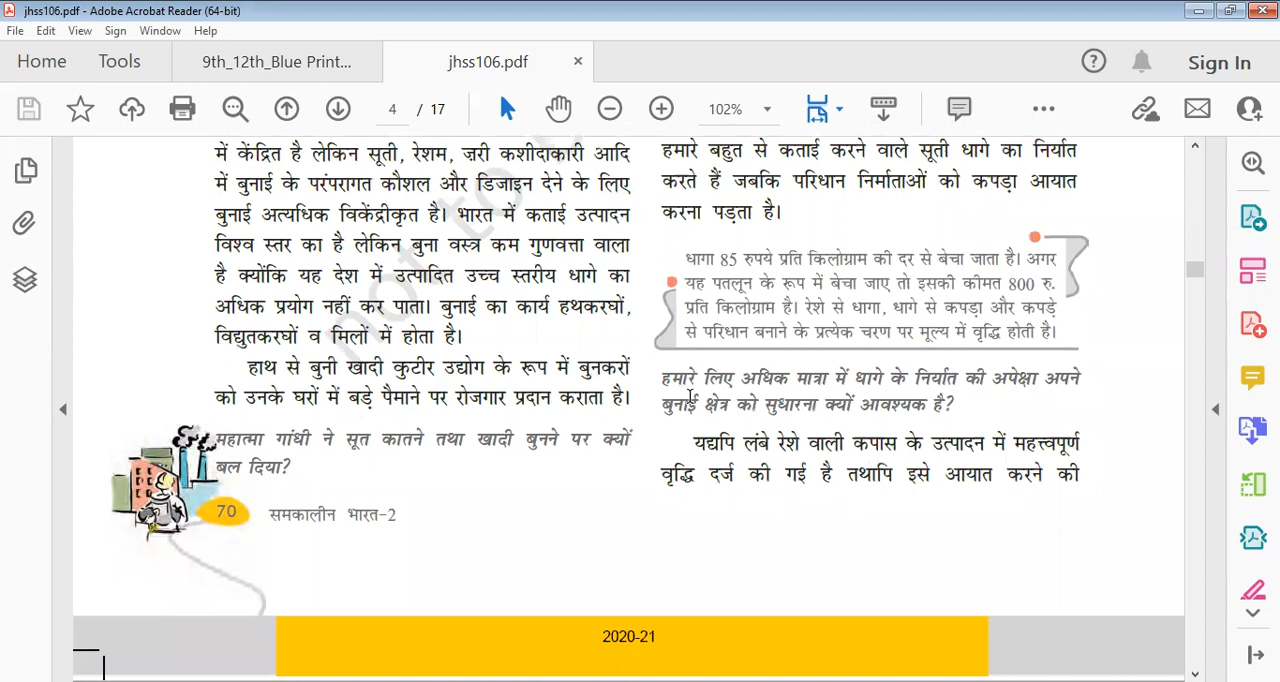 jhss106.pdf - Adobe Acrobat Reader (64-bit)
File Edit View Sign Window Help
Home Tools 9th_12th_Blue Print... jhss106.pdf × Sign In
4 / 17 102%
में केंद्रित है लेकिन सूती, रेशम, ज़री कशीदाकारी आदि
में बुनाई के परंपरागत कौशल और डिजाइन देने के लिए
बुनाई अत्यधिक विकेंद्रीकृत है। भारत में कताई उत्पादन
विश्व स्तर का है लेकिन बुना वस्त्र कम गुणवत्ता वाला
है क्योंकि यह देश में उत्पादित उच्च स्तरीय धागे का
अधिक प्रयोग नहीं कर पाता। बुनाई का कार्य हथकरघों,
विद्युतकरघों व मिलों में होता है।
हाथ से बुनी खादी कुटीर उद्योग के रूप में बुनकरों
को उनके घरों में बड़े पैमाने पर रोजगार प्रदान कराता है।
महात्मा गांधी ने सूत कातने तथा खादी बुनने पर क्यों
बल दिया?
70 समकालीन भारत-2
हमारे बहुत से कताई करने वाले सूती धागे का निर्यात
करते हैं जबकि परिधान निर्माताओं को कपड़ा आयात
करना पड़ता है।
धागा 85 रुपये प्रति किलोग्राम की दर से बेचा जाता है। अगर
यह पतलून के रूप में बेचा जाए तो इसकी कीमत 800 रु.
प्रति किलोग्राम है। रेशे से धागा, धागे से कपड़ा और कपड़े
से परिधान बनाने के प्रत्येक चरण पर मूल्य में वृद्धि होती है।
हमारे लिए अधिक मात्रा में धागे के निर्यात की अपेक्षा अपने
बुनाई क्षेत्र को सुधारना क्यों आवश्यक है?
यद्यपि लंबे रेशे वाली कपास के उत्पादन में महत्त्वपूर्ण
वृद्धि दर्ज की गई है तथापि इसे आयात करने की
not to
2020-21